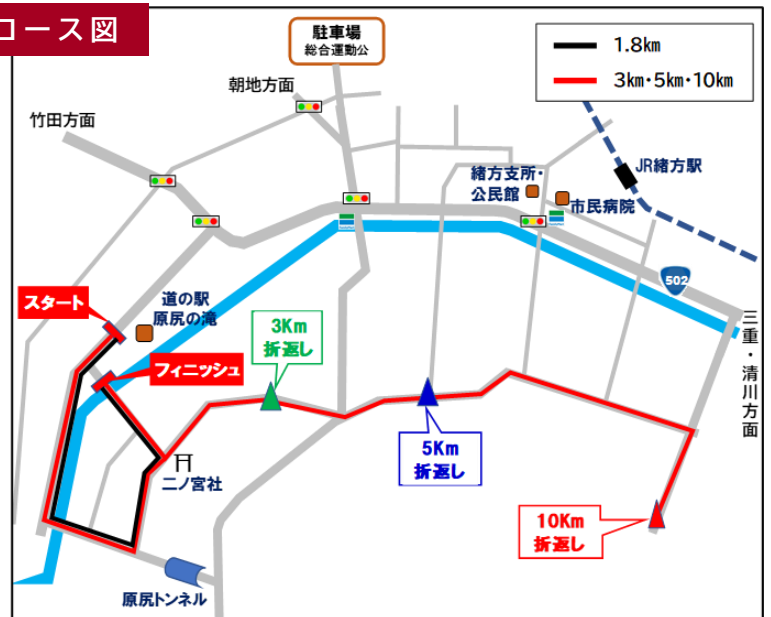 コース図
駐車場
総合運動公
1.8km
3km・5km・10km
朝地方面
竹田方面
JR緒方駅
緒方支所・
公民館
市民病院
502
スタート
道の駅
原尻の滝
3Km
折返し
フィニッシュ
三重・清川方面
5Km
折返し
二ノ宮社
10Km
折返し
原尻トンネル